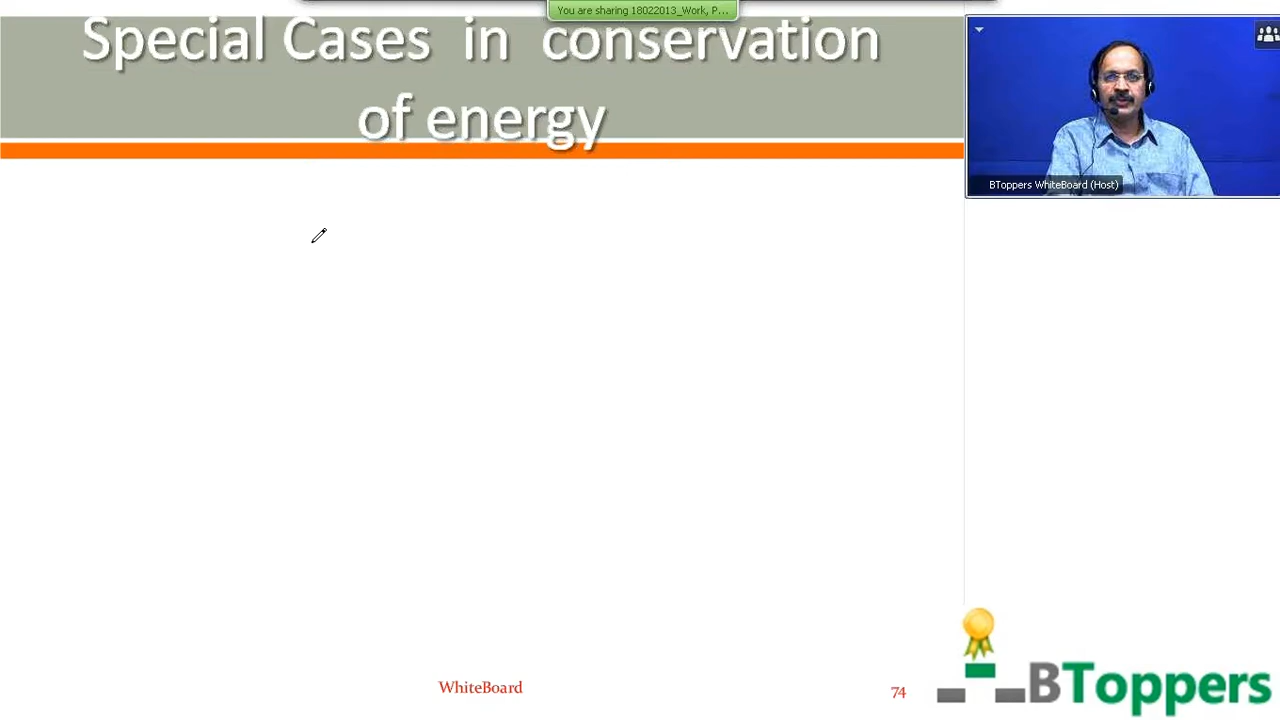 You are sharing 18022013_Work, P...
Special Cases in conservation
of energy
BToppers WhiteBoard (Host)
WhiteBoard
74
BToppers